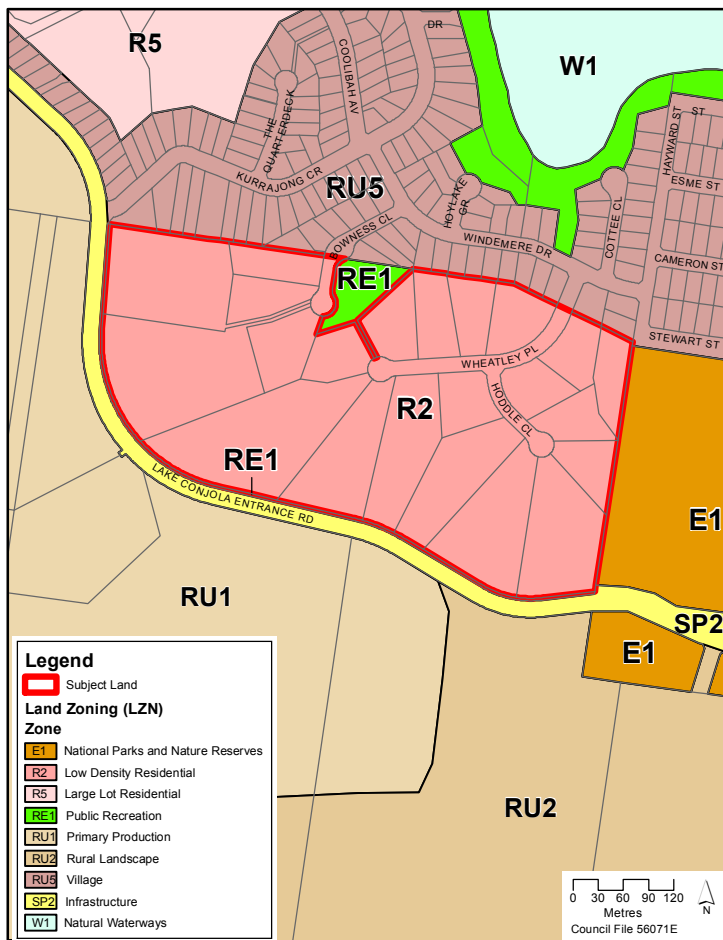 R5
DR
COOLIBAH AV
THE
QUARTERDECK
W1
HAYWARD ST
ST
ESME ST
KURRAJONG CR
RU5
HOYLAKE
GR
COTTEE CL
BOWNESS CL
WINDEMERE DR
CAMERON ST
RE1
STEWART ST
WHEATLEY PL
HODDLE CL
R2
RE1
LAKE CONJOLA ENTRANCE RD
E1
RU1
SP2
E1
RU2
Legend
Subject Land
Land Zoning (LZN)
Zone
E1 National Parks and Nature Reserves
R2 Low Density Residential
R5 Large Lot Residential
RE1 Public Recreation
RU1 Primary Production
RU2 Rural Landscape
RU5 Village
SP2 Infrastructure
W1 Natural Waterways
0 30 60 90 120
Metres
N
Council File 56071E